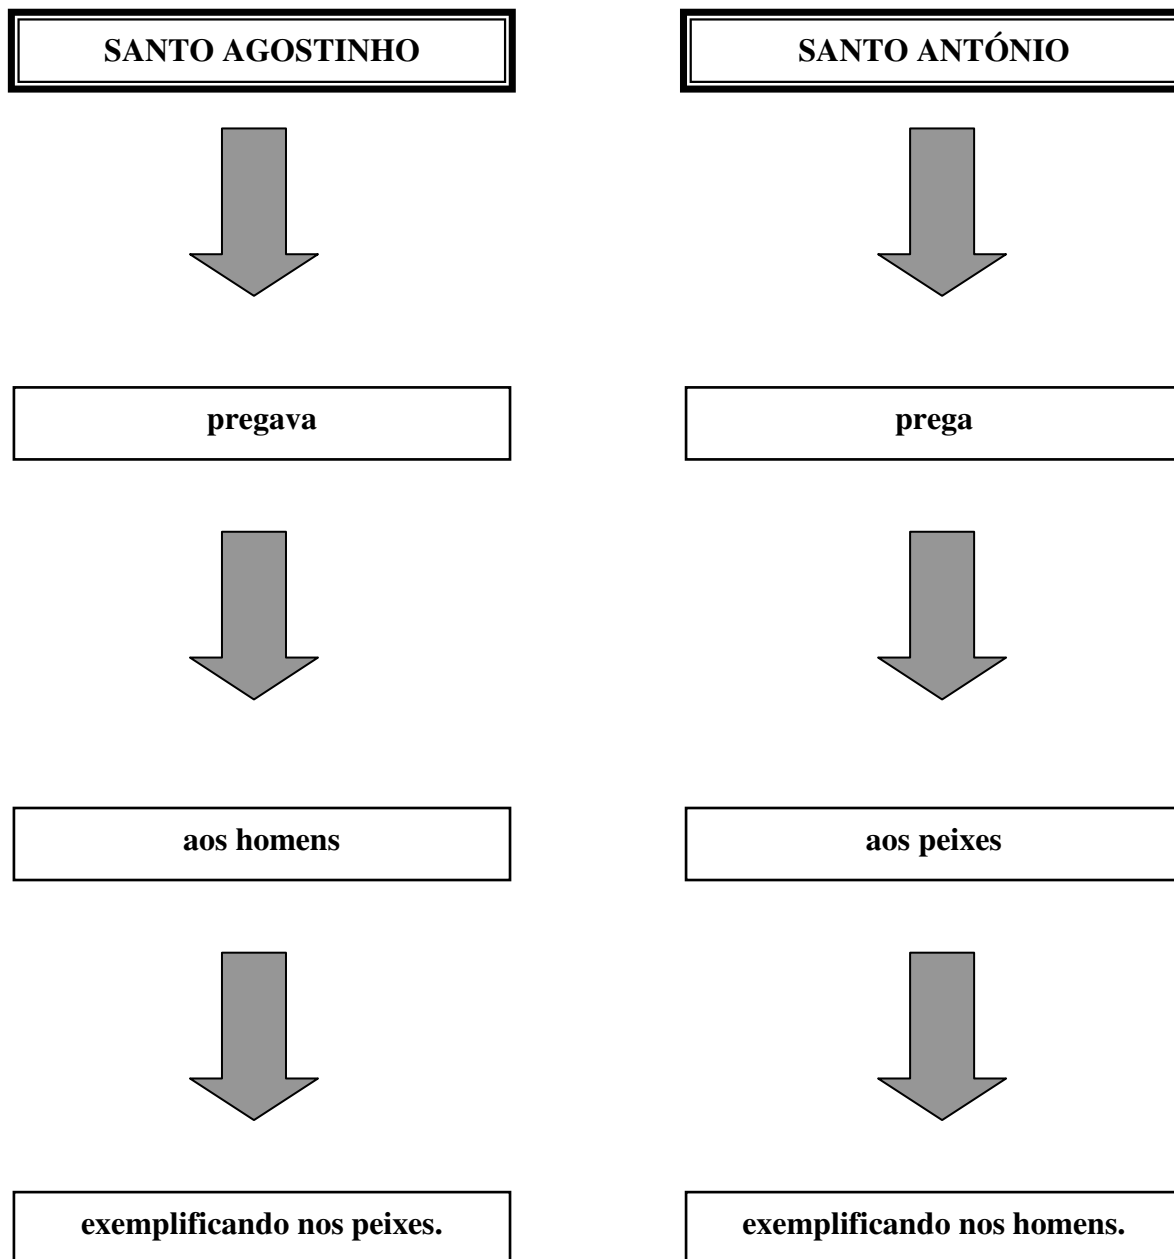 SANTO AGOSTINHO
pregava
aos homens
exemplificando nos peixes.
SANTO ANTÓNIO
prega
aos peixes
exemplificando nos homens.